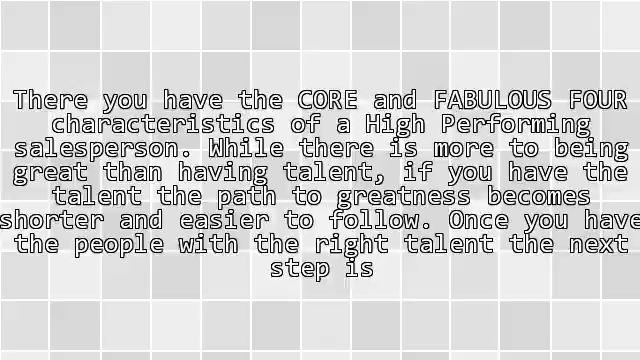 There you have the CORE and FABULOUS FOUR
characteristics of a High Performing
salesperson. While there is more to being
great than having talent, if you have the
talent the path to greatness becomes
shorter and easier to follow. Once you have
the people with the right talent the next
step is